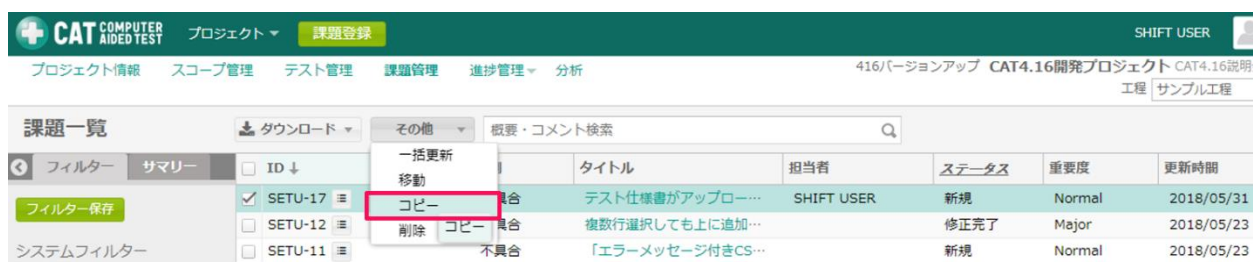 CAT COMPUTER AIDED TEST プロジェクト 課題登録 SHIFT USER
プロジェクト情報 スコープ管理 テスト管理 課題管理 進捗管理 分析 416バージョンアップ CAT4.16開発プロジェクト CAT4.16説明
工程 サンプル工程
課題一覧 ダウンロード その他 概要・コメント検索
フィルター サマリー ID↓ 一括更新 タイトル 担当者 ステータス 重要度 更新時間
移動
フィルター保存 SETU-17 コピー 具合 テスト仕様書がアップロー… SHIFT USER 新規 Normal 2018/05/31
SETU-12 削除 コピー 具合 複数行選択しても上に追加… 修正完了 Major 2018/05/23
システムフィルター SETU-11 不具合 「エラーメッセージ付きCS… 新規 Normal 2018/05/23